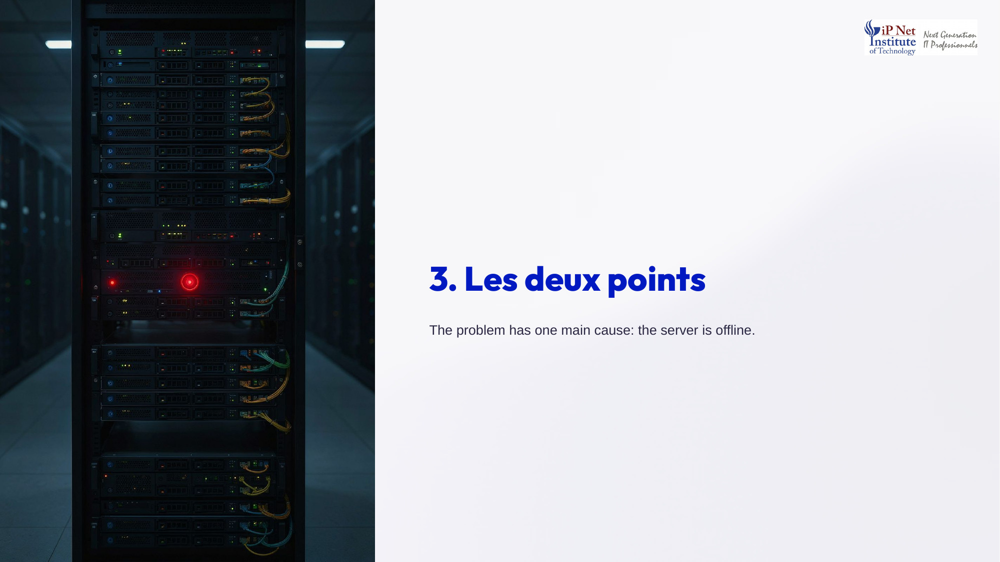 iP Net
Institute
of Technology
Next Generation
IT Professionnels
3. Les deux points
The problem has one main cause: the server is offline.